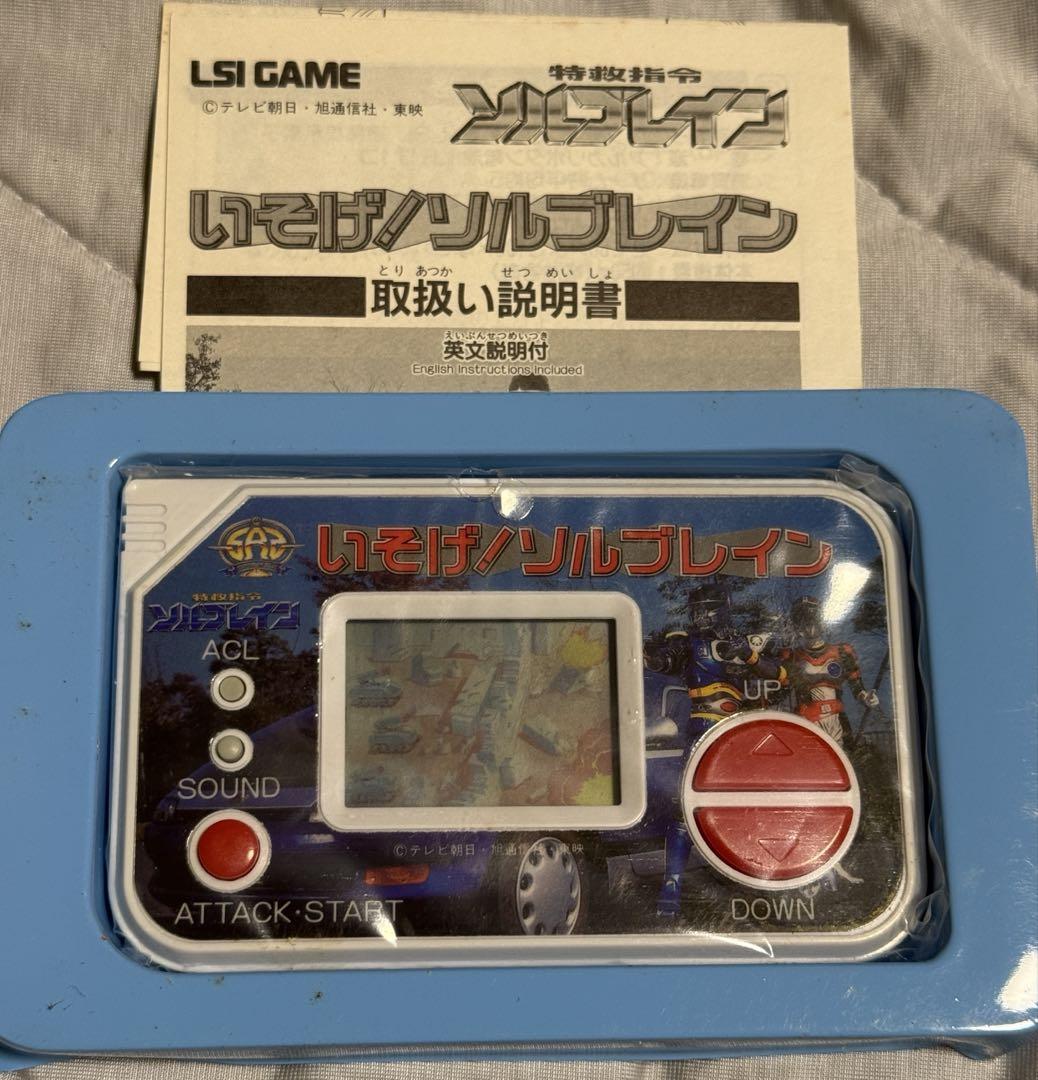 LSI GAME
特救指令
ソルブレイン
©テレビ朝日・旭通信社・東映
いそげ!ソルブレイン
とり あつか せつ めい しょ
取扱い説明書
えいぶんせつめいつき
英文説明付
English instructions included
いそげ!ソルブレイン
特救指令
ソルブレイン
ACL
SOUND
UP
©テレビ朝日・旭通信社・東映
ATTACK・START
DOWN